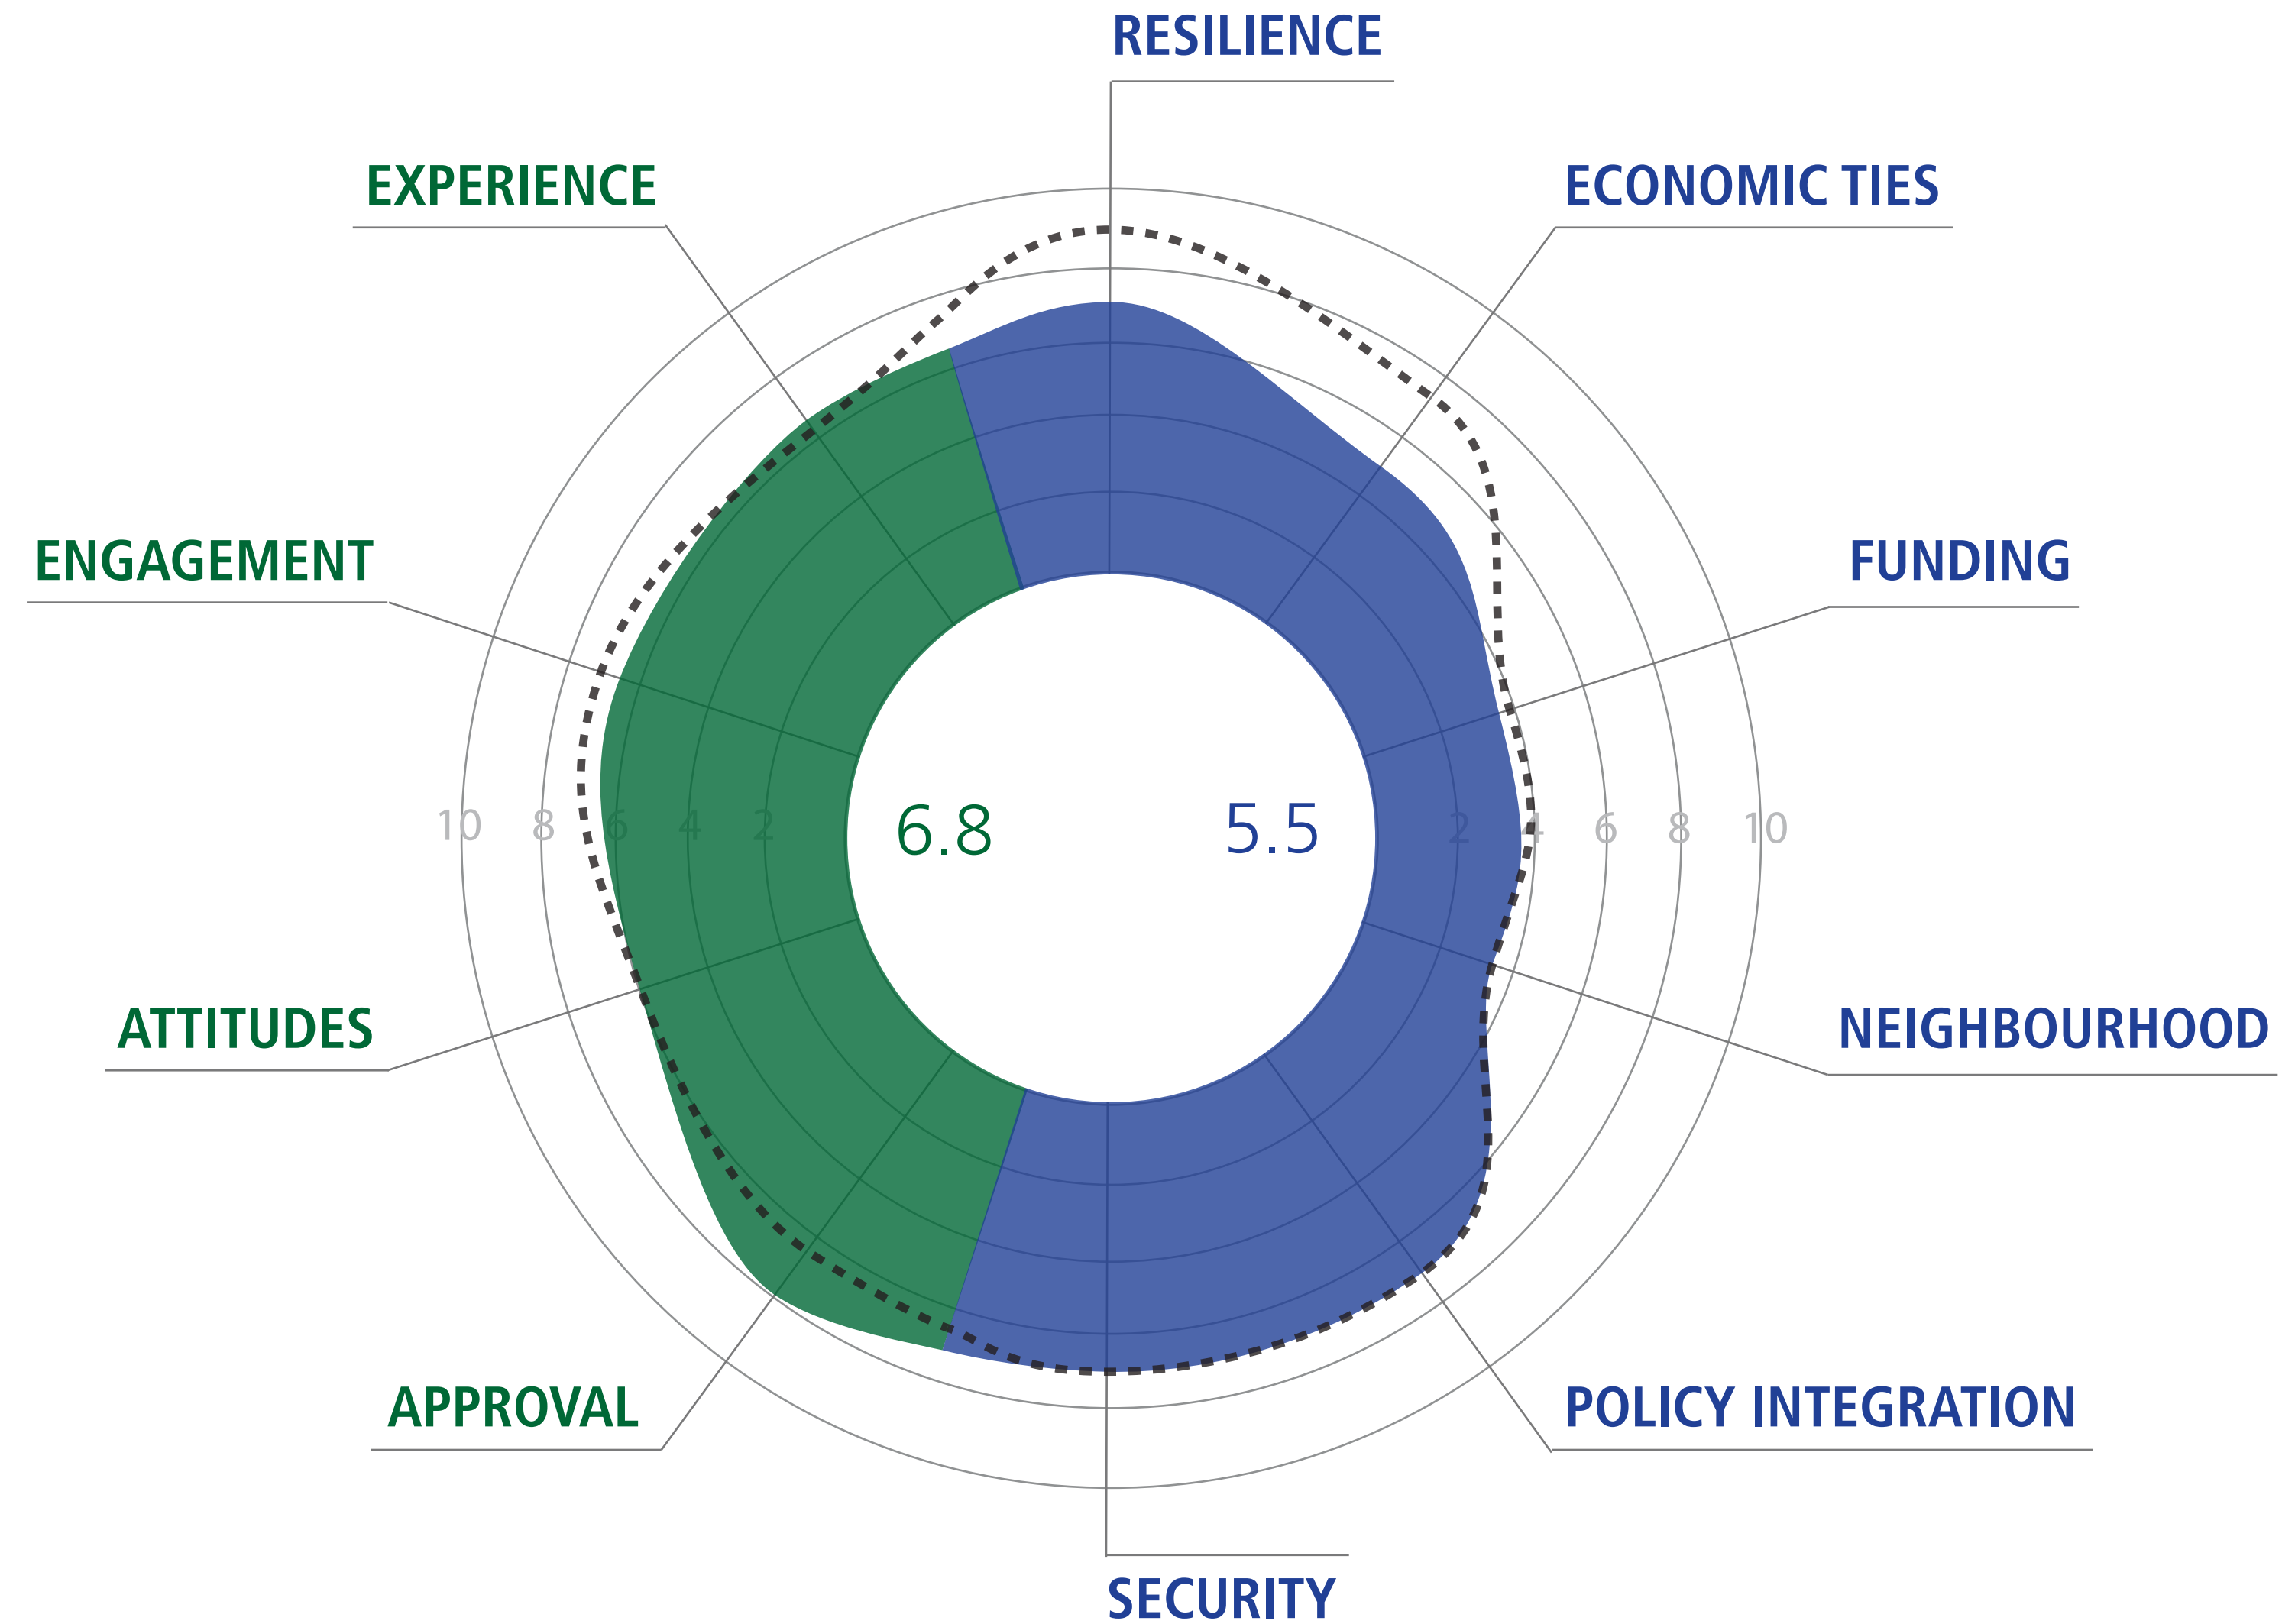 RESILIENCE
EXPERIENCE
ECONOMIC TIES
ENGAGEMENT
FUNDING
10 8 6 4 2 6.8 5.5 2 4 6 8 10
ATTITUDES
NEIGHBOURHOOD
APPROVAL
POLICY INTEGRATION
SECURITY